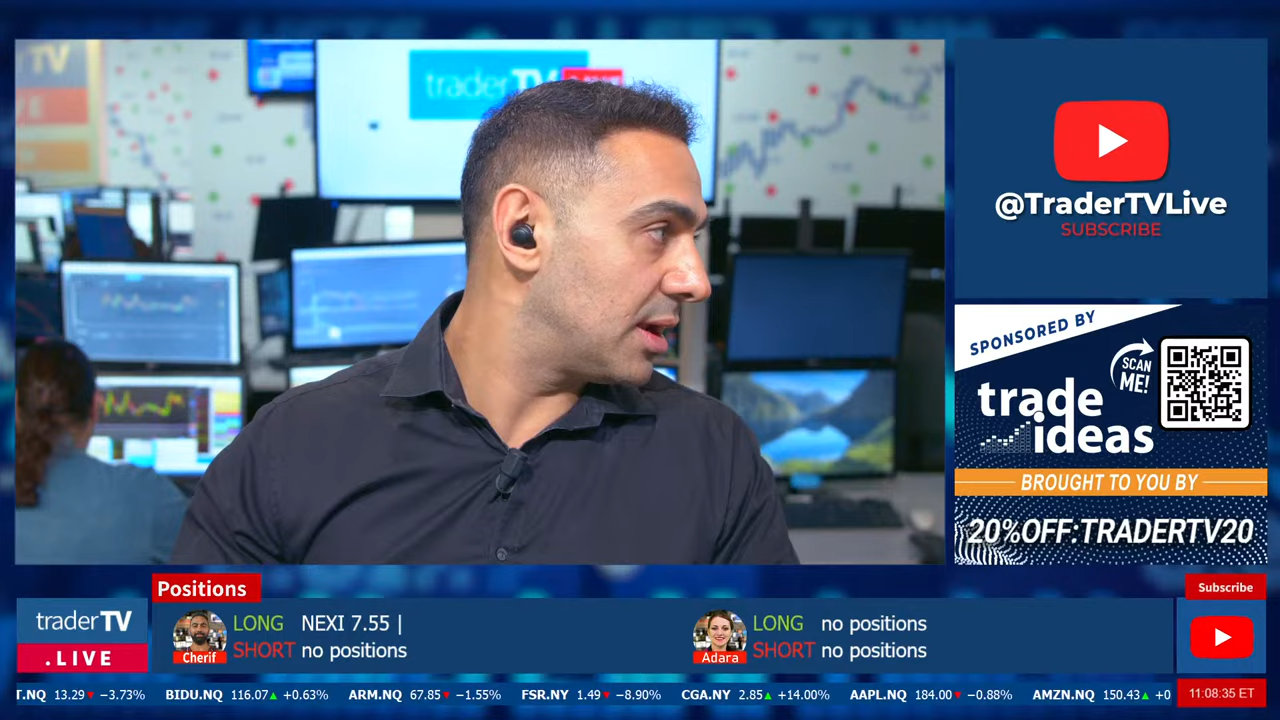 TV
traderTV
@TraderTVLive
SUBSCRIBE
SPONSORED BY
SCAN
ME!
trade
ideas
BROUGHT TO YOU BY
20%OFF:TRADERTV20
Positions
Subscribe
traderTV
.LIVE
Cherif
LONG NEXI 7.55 |
SHORT no positions
Adara
LONG no positions
SHORT no positions
T.NQ 13.29▼ −3.73% BIDU.NQ 116.07▲ +0.63% ARM.NQ 67.85▼ −1.55% FSR.NY 1.49▼ −8.90% CGA.NY 2.85▲ +14.00% AAPL.NQ 184.00▼ −0.88% AMZN.NQ 150.43▲ +0
11:08:35 ET